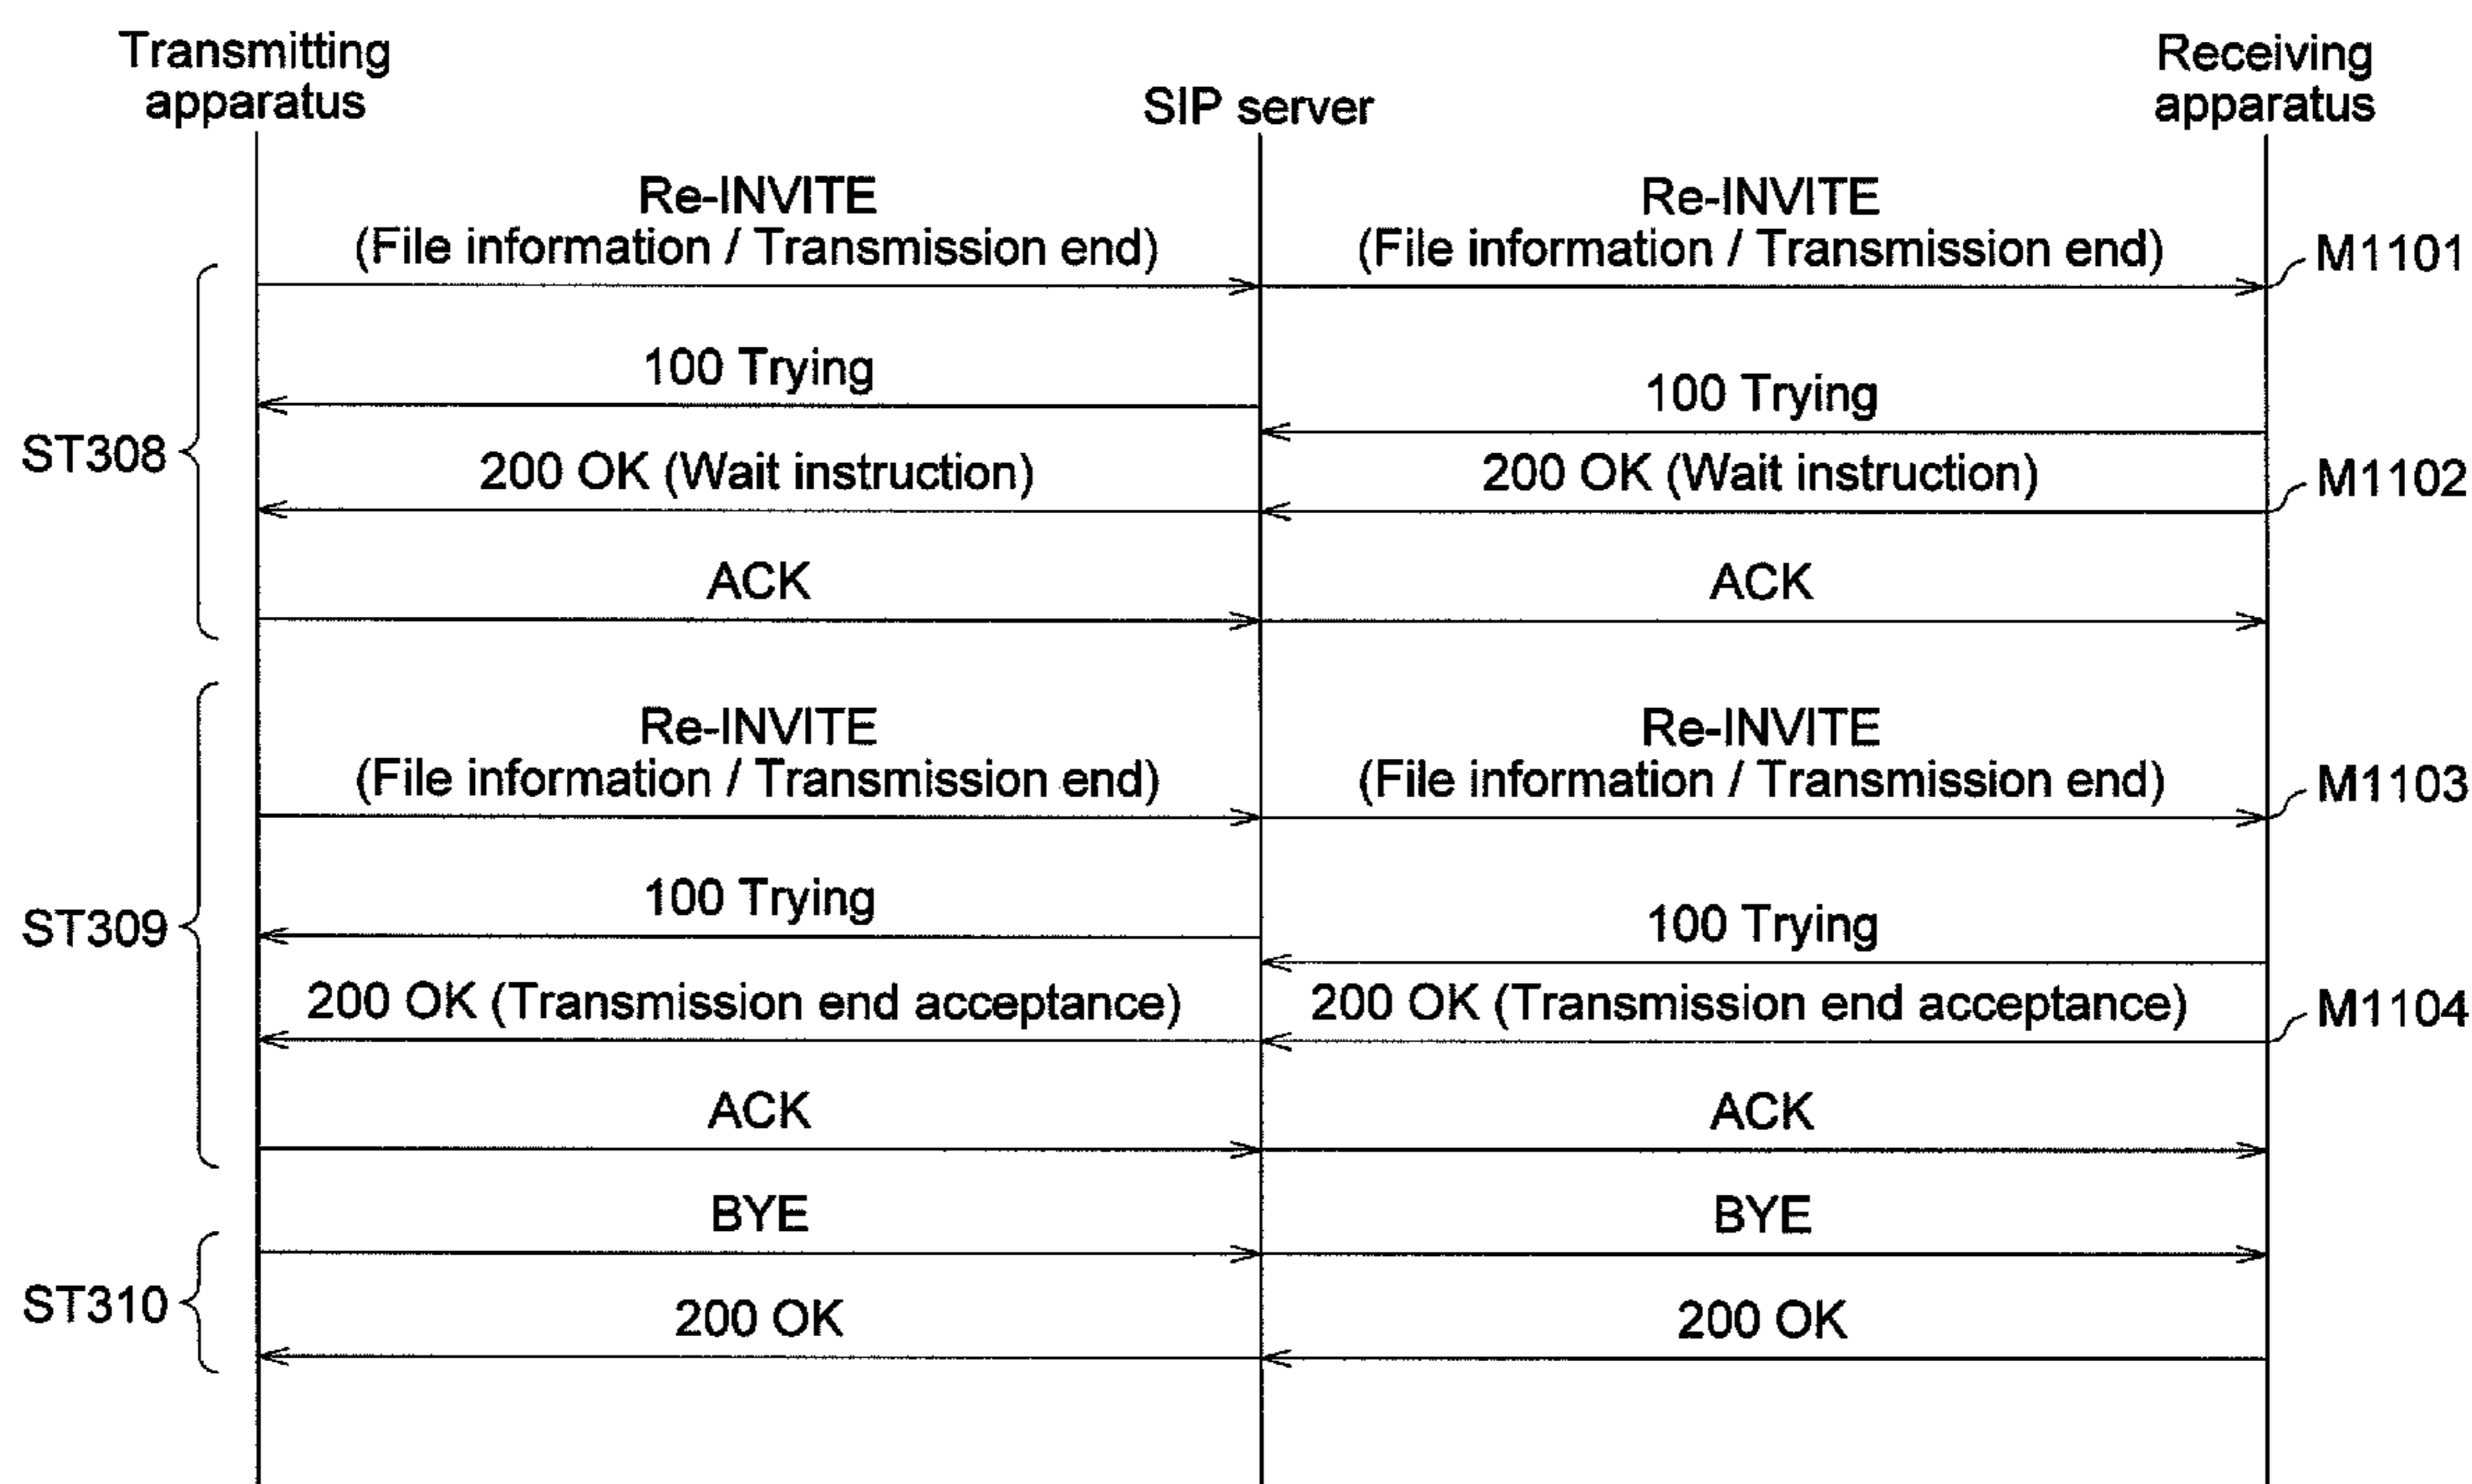 Transmitting
apparatus
SIP server
Receiving
apparatus
Re-INVITE
(File information / Transmission end)
Re-INVITE
(File information / Transmission end)
M1101
100 Trying
100 Trying
ST308
200 OK (Wait instruction)
200 OK (Wait instruction)
M1102
ACK
ACK
Re-INVITE
(File information / Transmission end)
Re-INVITE
(File information / Transmission end)
M1103
100 Trying
100 Trying
ST309
200 OK (Transmission end acceptance)
200 OK (Transmission end acceptance)
M1104
ACK
ACK
BYE
BYE
ST310
200 OK
200 OK